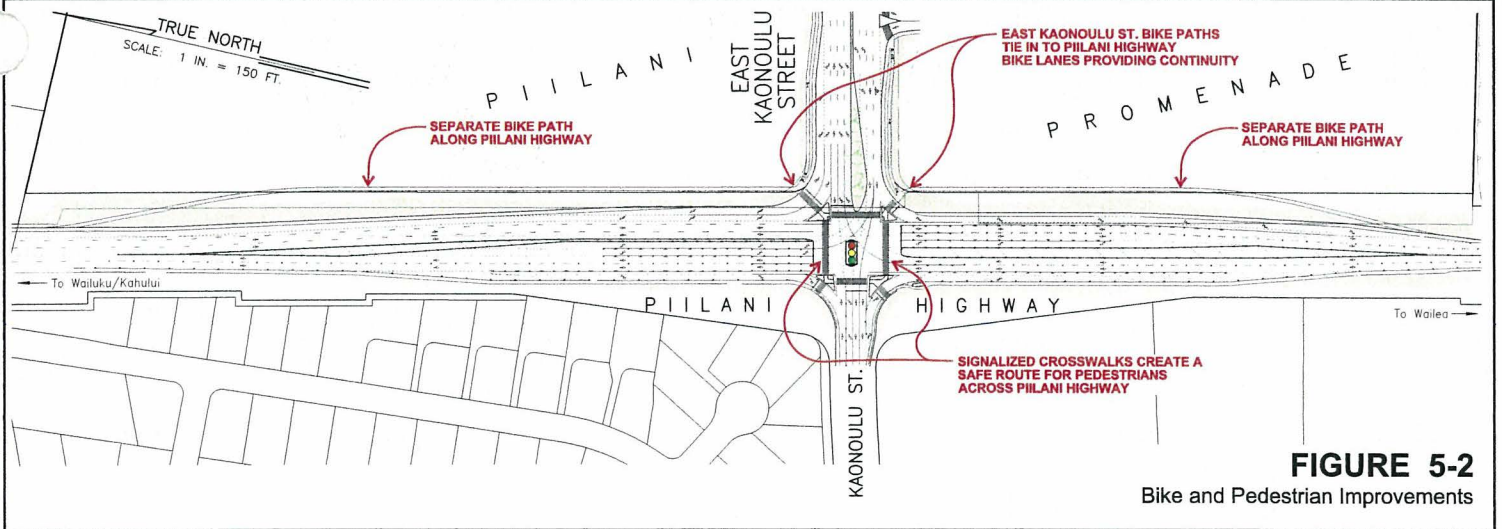 TRUE NORTH
SCALE: 1 IN. = 150 FT.
PIILANI
EAST
KAONOULU
STREET
EAST KAONOULU ST. BIKE PATHS
TIE IN TO PIILANI HIGHWAY
BIKE LANES PROVIDING CONTINUITY
PROMENADE
SEPARATE BIKE PATH
ALONG PIILANI HIGHWAY
SEPARATE BIKE PATH
ALONG PIILANI HIGHWAY
To Wailuku/Kahului
PIILANI HIGHWAY
To Wailea
SIGNALIZED CROSSWALKS CREATE A
SAFE ROUTE FOR PEDESTRIANS
ACROSS PIILANI HIGHWAY
KAONOULU ST.
FIGURE 5-2
Bike and Pedestrian Improvements